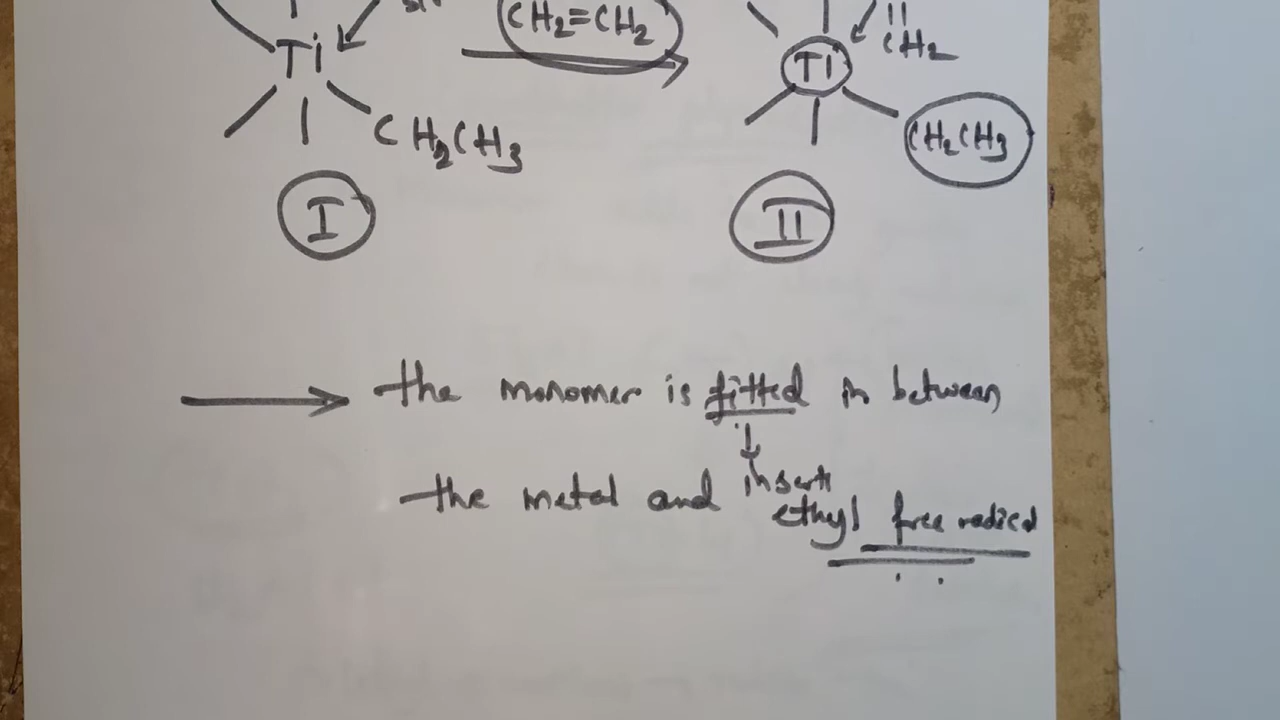 CH2=CH2
Ti
Ti
CH2
CH2CH3
CH2CH3
I
II
the monomer is fitted in between
insert
the metal and ethyl free radical